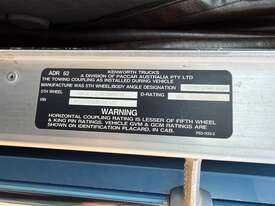 ADR 62
KENWORTH TRUCKS
A DIVISION OF PACCAR AUSTRALIA PTY LTD
THE TOWING COUPLING AS INSTALLED DURING VEHICLE
MANUFACTURE WAS 5TH WHEEL/BODY ANGLE DESIGNATION
5TH WHEEL
D-RATING
VIN
WARNING
HORIZONTAL COUPLING RATING IS LESSER OF FIFTH WHEEL
& KING PIN RATINGS. VEHICLE GVM & GCM RATINGS ARE
SHOWN ON IDENTIFICATION PLACARD, IN CAB.